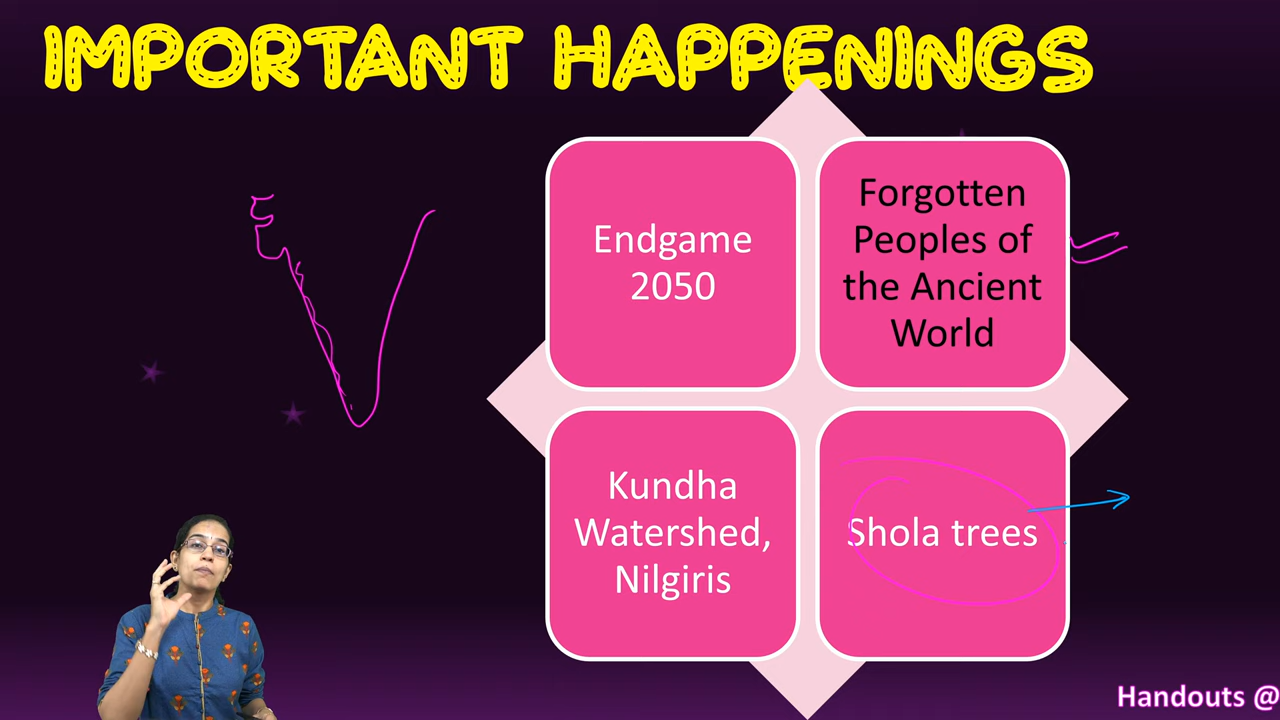 IMPORTANT HAPPENINGS
Endgame
2050
Forgotten
Peoples of
the Ancient
World
Kundha
Watershed,
Nilgiris
Shola trees
Handouts @